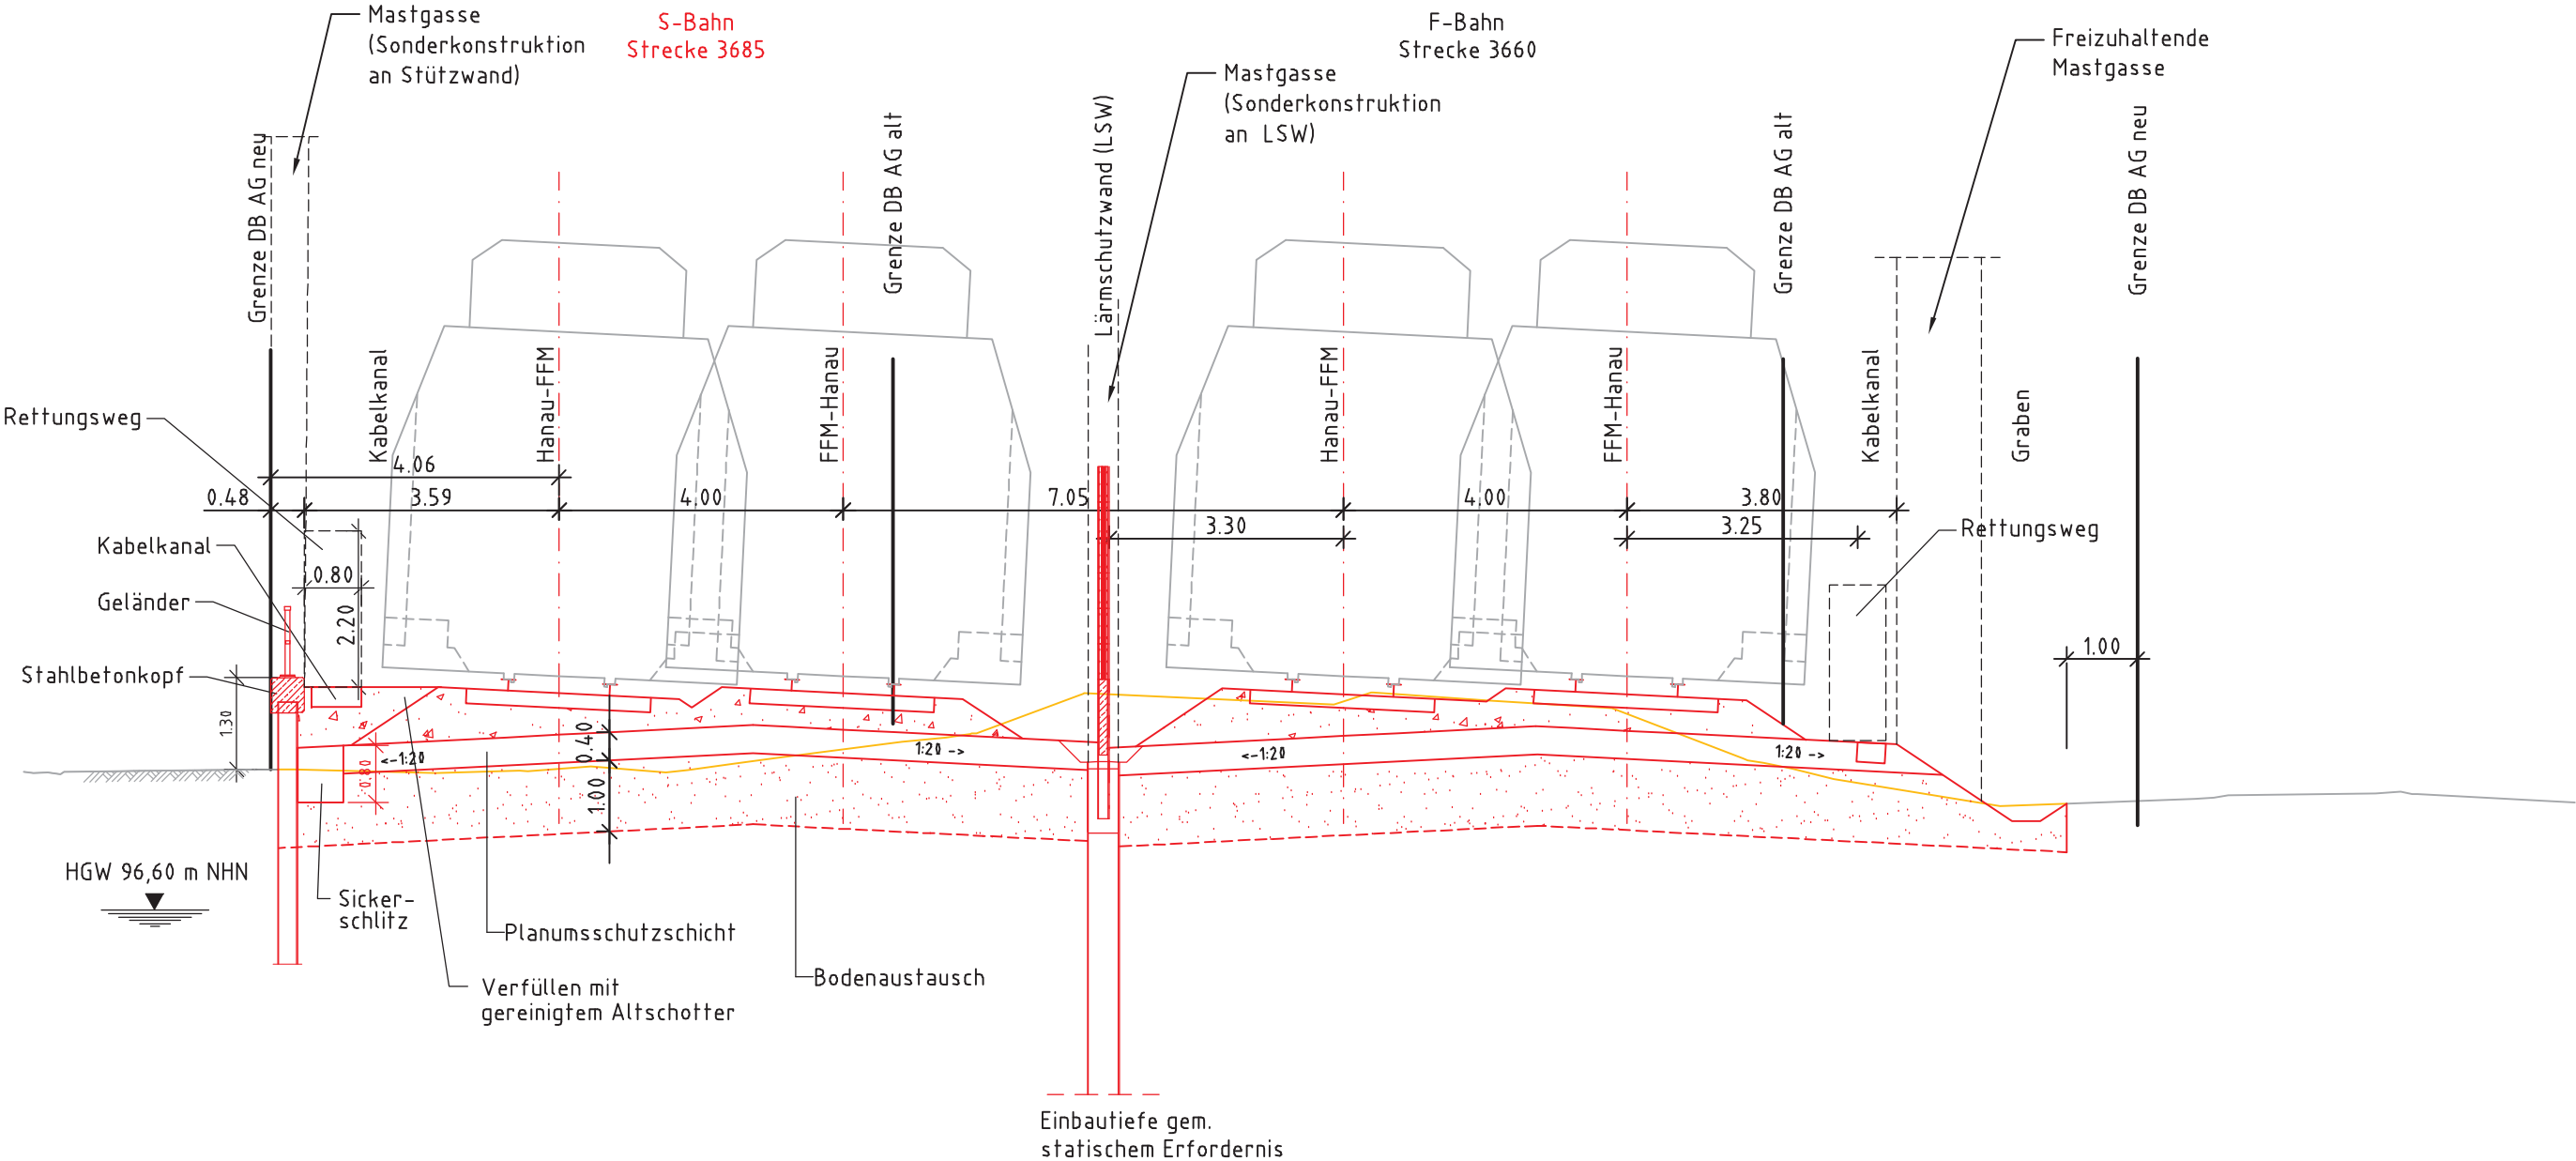 Mastgasse
(Sonderkonstruktion
an Stützwand)
S-Bahn
Strecke 3685
F-Bahn
Strecke 3660
Mastgasse
(Sonderkonstruktion
an LSW)
Freizuhaltende
Mastgasse
Grenze DB AG neu
Grenze DB AG alt
Lärmschutzwand (LSW)
Grenze DB AG alt
Grenze DB AG neu
Kabelkanal
Hanau-FFM
FFM-Hanau
Hanau-FFM
FFM-Hanau
Kabelkanal
Graben
Rettungsweg
4.06
0.48
3.59
4.00
7.05
4.00
3.80
3.30
3.25
Rettungsweg
Kabelkanal
0.80
Geländer
2.20
Stahlbetonkopf
1.00
1.30
0.40
<-1:20
1:20 ->
<-1:20
1:20 ->
0.80
1.00
HGW 96,60 m NHN
Sicker-
schlitz
Planumsschutzschicht
Bodenaustausch
Verfüllen mit
gereinigtem Altschotter
Einbautiefe gem.
statischem Erfordernis